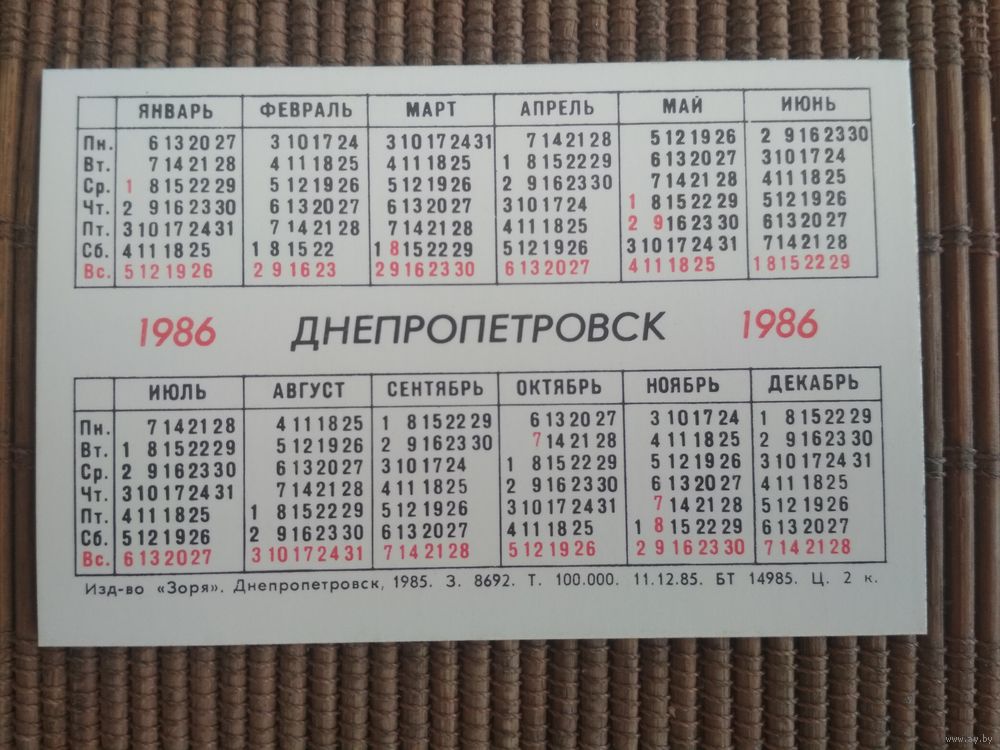 ЯНВАРЬ ФЕВРАЛЬ МАРТ АПРЕЛЬ МАЙ ИЮНЬ
Пн. 6 13 20 27 3 10 17 24 3 10 17 24 31 7 14 21 28 5 12 19 26 2 9 16 23 30
Вт. 7 14 21 28 4 11 18 25 4 11 18 25 1 8 15 22 29 6 13 20 27 3 10 17 24
Ср. 1 8 15 22 29 5 12 19 26 5 12 19 26 2 9 16 23 30 7 14 21 28 4 11 18 25
Чт. 2 9 16 23 30 6 13 20 27 6 13 20 27 3 10 17 24 1 8 15 22 29 5 12 19 26
Пт. 3 10 17 24 31 7 14 21 28 7 14 21 28 4 11 18 25 2 9 16 23 30 6 13 20 27
Сб. 4 11 18 25 1 8 15 22 1 8 15 22 29 5 12 19 26 3 10 17 24 31 7 14 21 28
Вс. 5 12 19 26 2 9 16 23 2 9 16 23 30 6 13 20 27 4 11 18 25 1 8 15 22 29
1986 ДНЕПРОПЕТРОВСК 1986
ИЮЛЬ АВГУСТ СЕНТЯБРЬ ОКТЯБРЬ НОЯБРЬ ДЕКАБРЬ
Пн. 7 14 21 28 4 11 18 25 1 8 15 22 29 6 13 20 27 3 10 17 24 1 8 15 22 29
Вт. 1 8 15 22 29 5 12 19 26 2 9 16 23 30 7 14 21 28 4 11 18 25 2 9 16 23 30
Ср. 2 9 16 23 30 6 13 20 27 3 10 17 24 1 8 15 22 29 5 12 19 26 3 10 17 24 31
Чт. 3 10 17 24 31 7 14 21 28 4 11 18 25 2 9 16 23 30 6 13 20 27 4 11 18 25
Пт. 4 11 18 25 1 8 15 22 29 5 12 19 26 3 10 17 24 31 7 14 21 28 5 12 19 26
Сб. 5 12 19 26 2 9 16 23 30 6 13 20 27 4 11 18 25 1 8 15 22 29 6 13 20 27
Вс. 6 13 20 27 3 10 17 24 31 7 14 21 28 5 12 19 26 2 9 16 23 30 7 14 21 28
Изд-во «Зоря». Днепропетровск, 1985. З. 8692. Т. 100.000. 11.12.85. БТ 14985. Ц. 2 к.
www.ay.by